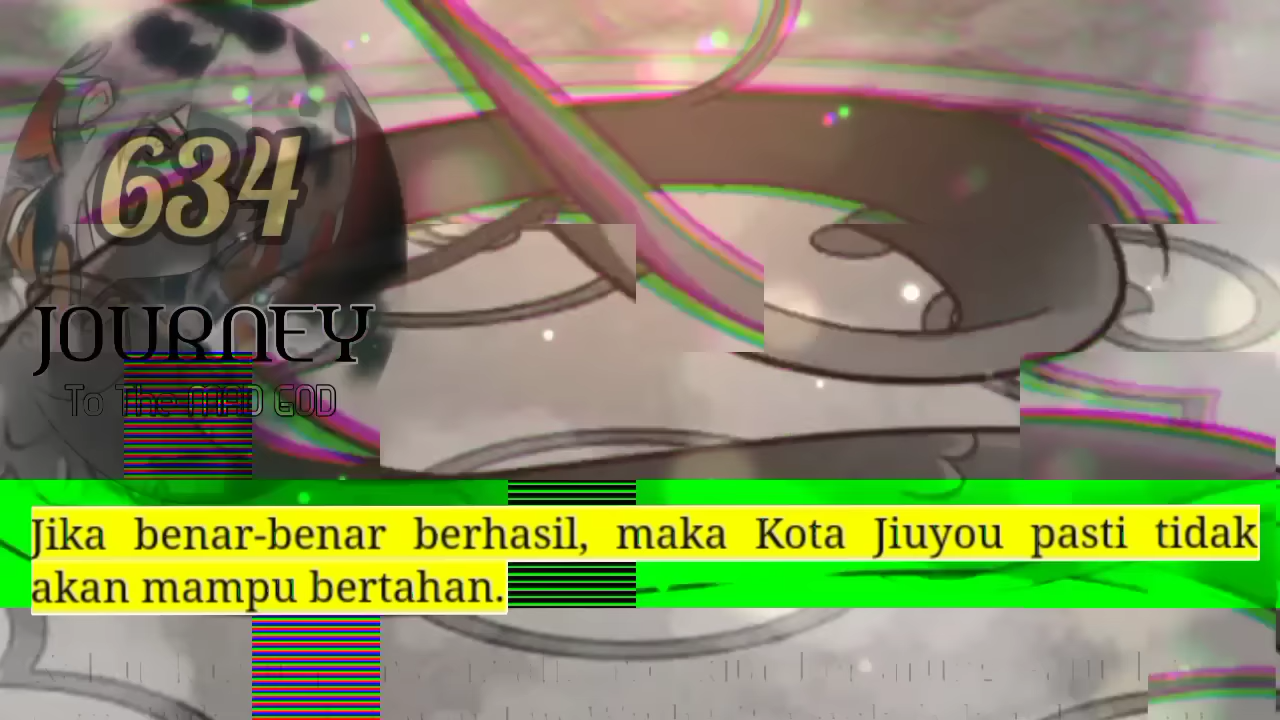 634
JOURNEY
To The MAD GOD
Jika benar-benar berhasil, maka Kota Jiuyou pasti tidak
akan mampu bertahan.